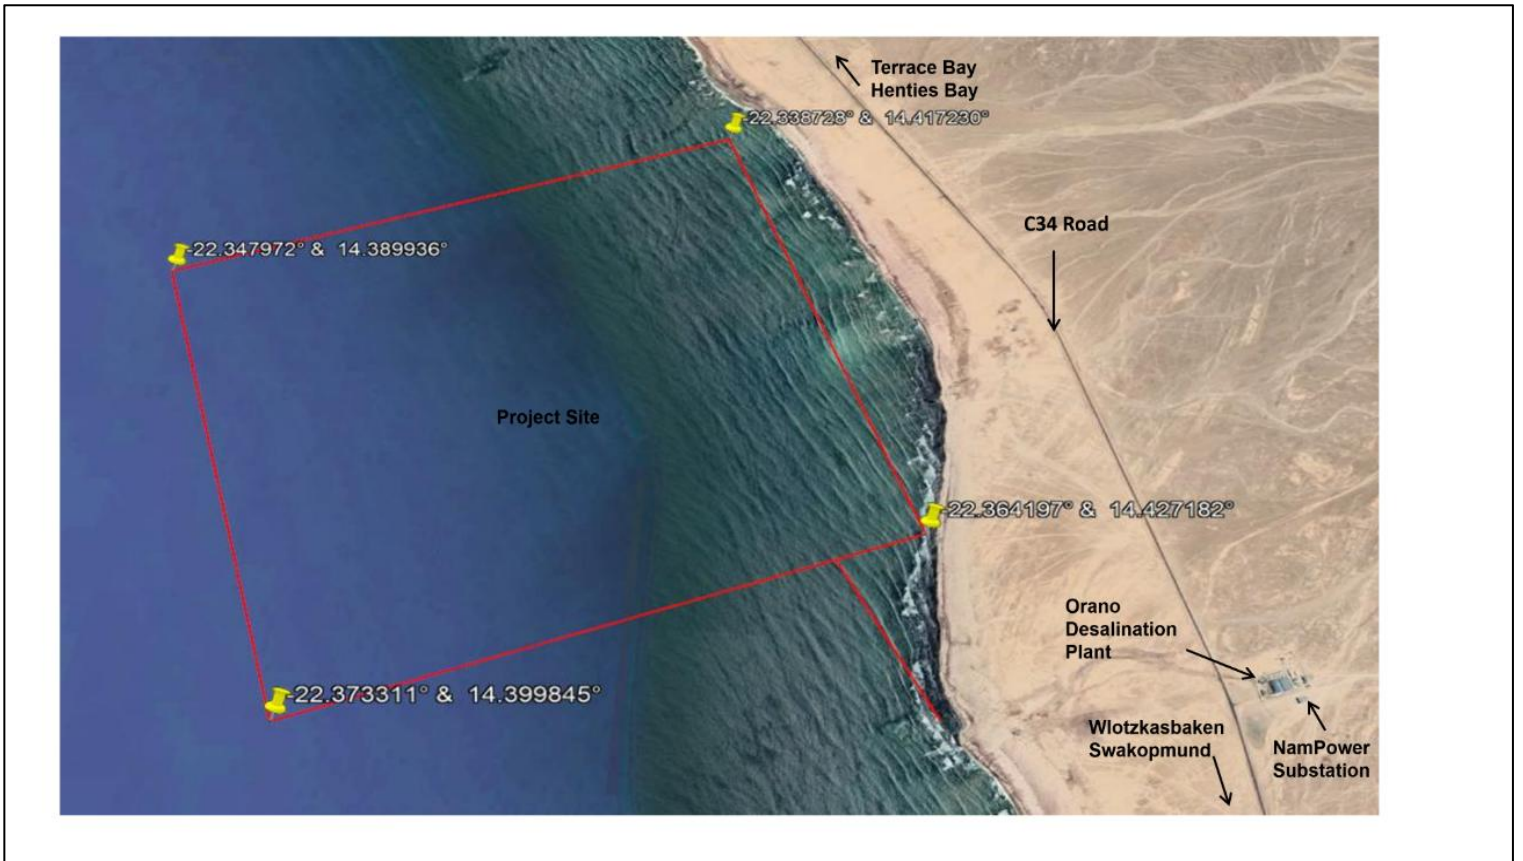 Terrace Bay
Henties Bay
-22.338728° & 14.417230°
C34 Road
-22.347972° & 14.389936°
Project Site
-22.364197° & 14.427182°
Orano
Desalination
Plant
-22.373311° & 14.399845°
Wlotzkasbaken
Swakopmund
NamPower
Substation